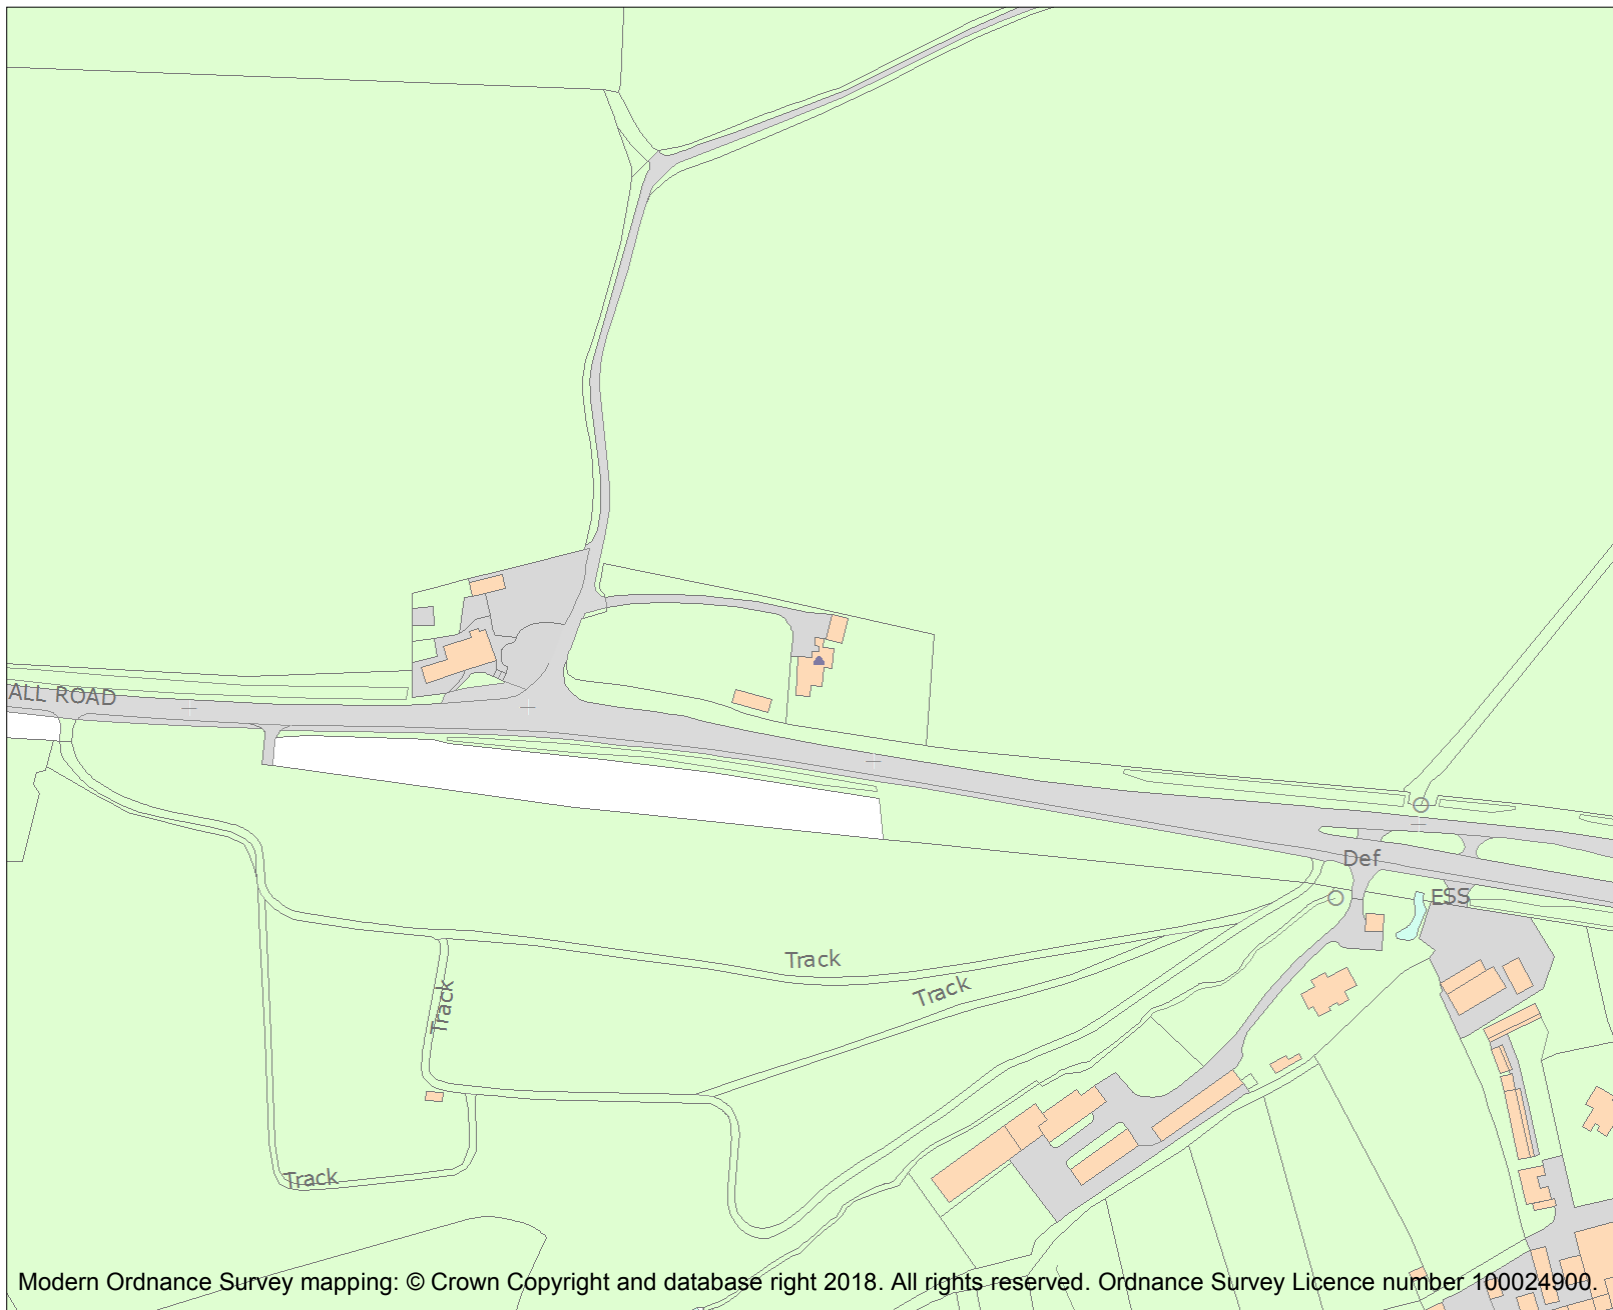 ALL ROAD
Def
ESS
Track
Track
Track
Track
Modern Ordnance Survey mapping: © Crown Copyright and database right 2018. All rights reserved. Ordnance Survey Licence number 100024900.